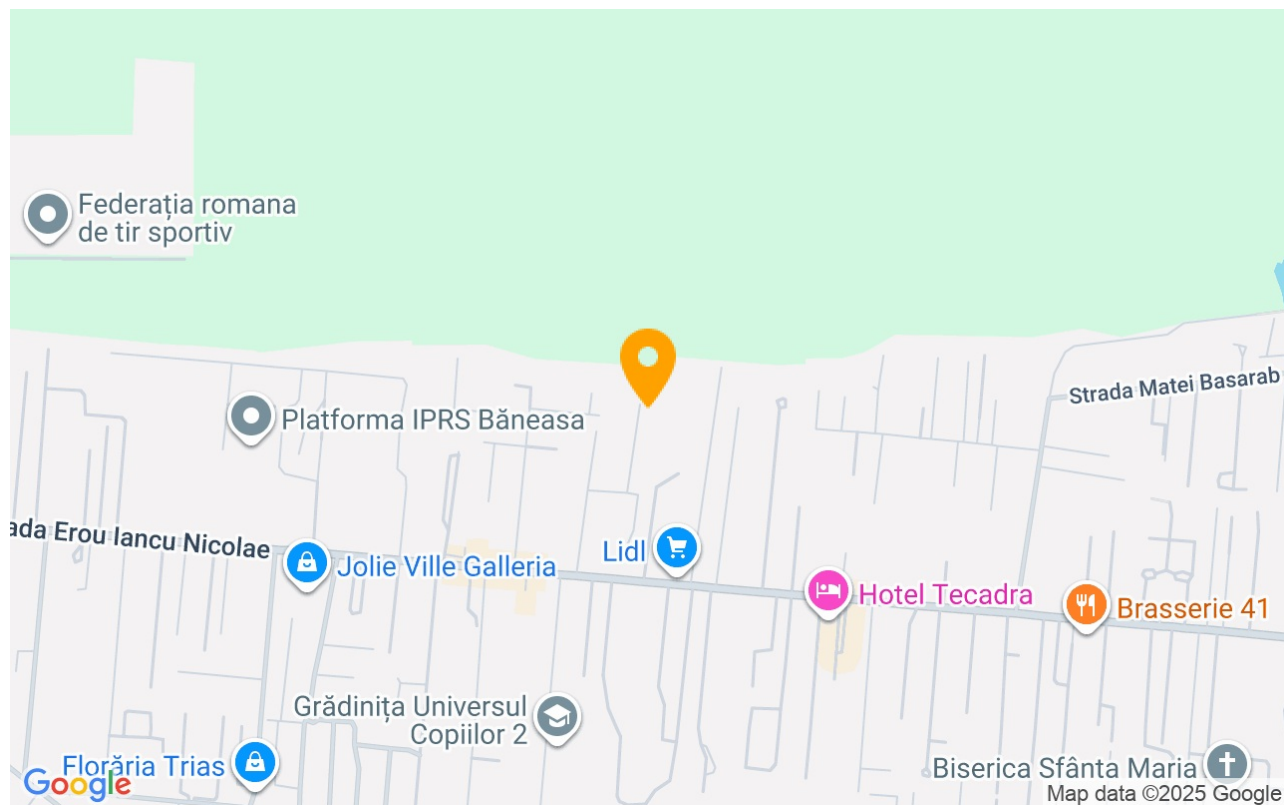 Federația romana
de tir sportiv
Strada Matei Basarab
Platforma IPRS Băneasa
ada Erou Iancu Nicolae
Jolie Ville Galleria
Lidl
Hotel Tecadra
Brasserie 41
Grădinița Universul
Copiilor 2
Florăria Trias
Biserica Sfânta Maria
Google
Map data ©2025 Google